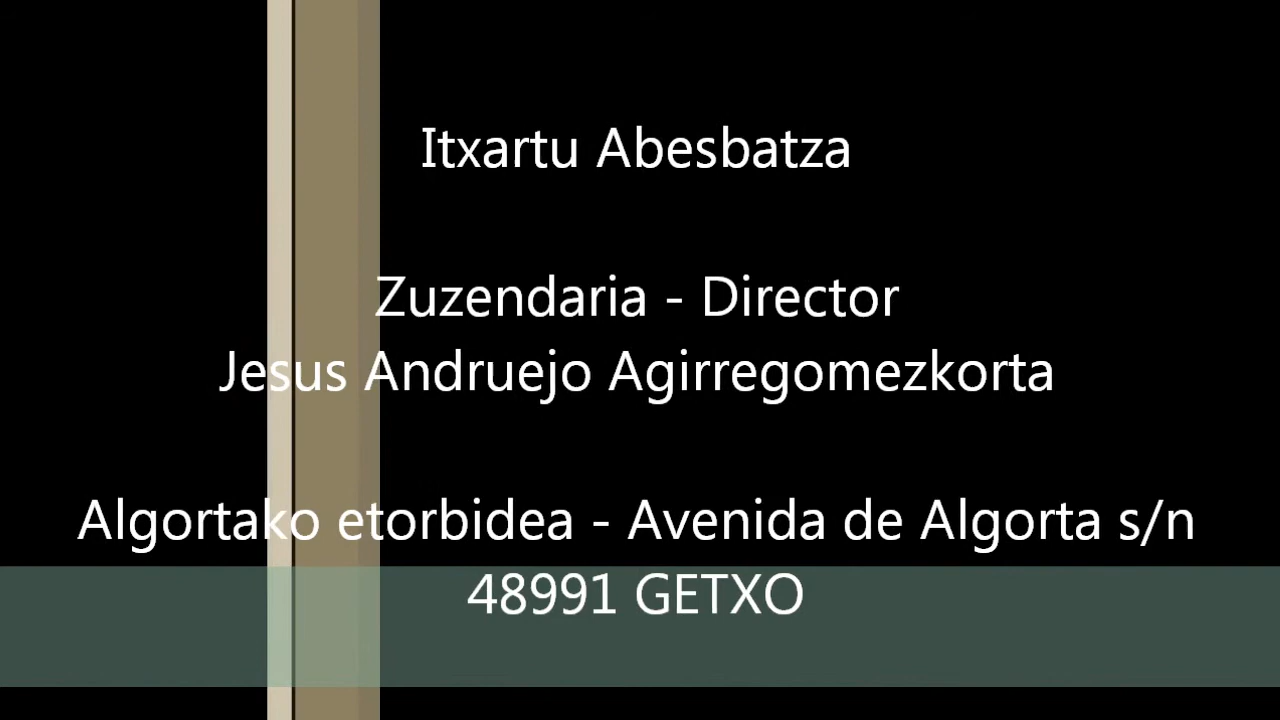 Itxartu Abesbatza
Zuzendaria - Director
Jesus Andruejo Agirregomezkorta
Algortako etorbidea - Avenida de Algorta s/n
48991 GETXO